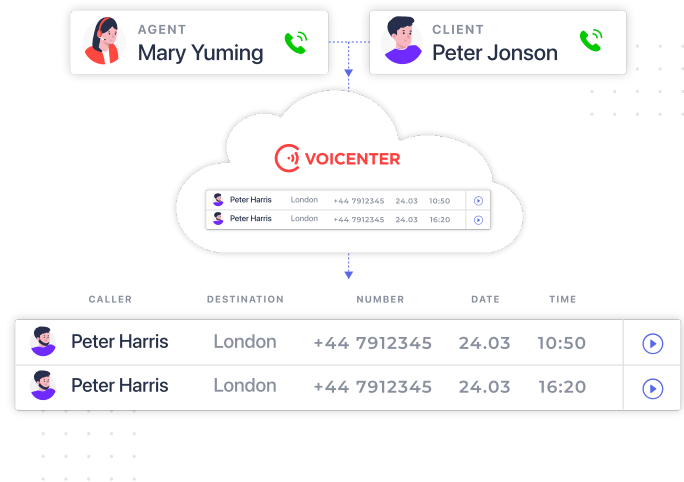 AGENT
Mary Yuming
CLIENT
Peter Jonson
VOICENTER
Peter Harris London +44 7912345 24.03 10:50
Peter Harris London +44 7912345 24.03 16:20
CALLER DESTINATION NUMBER DATE TIME
Peter Harris London +44 7912345 24.03 10:50
Peter Harris London +44 7912345 24.03 16:20